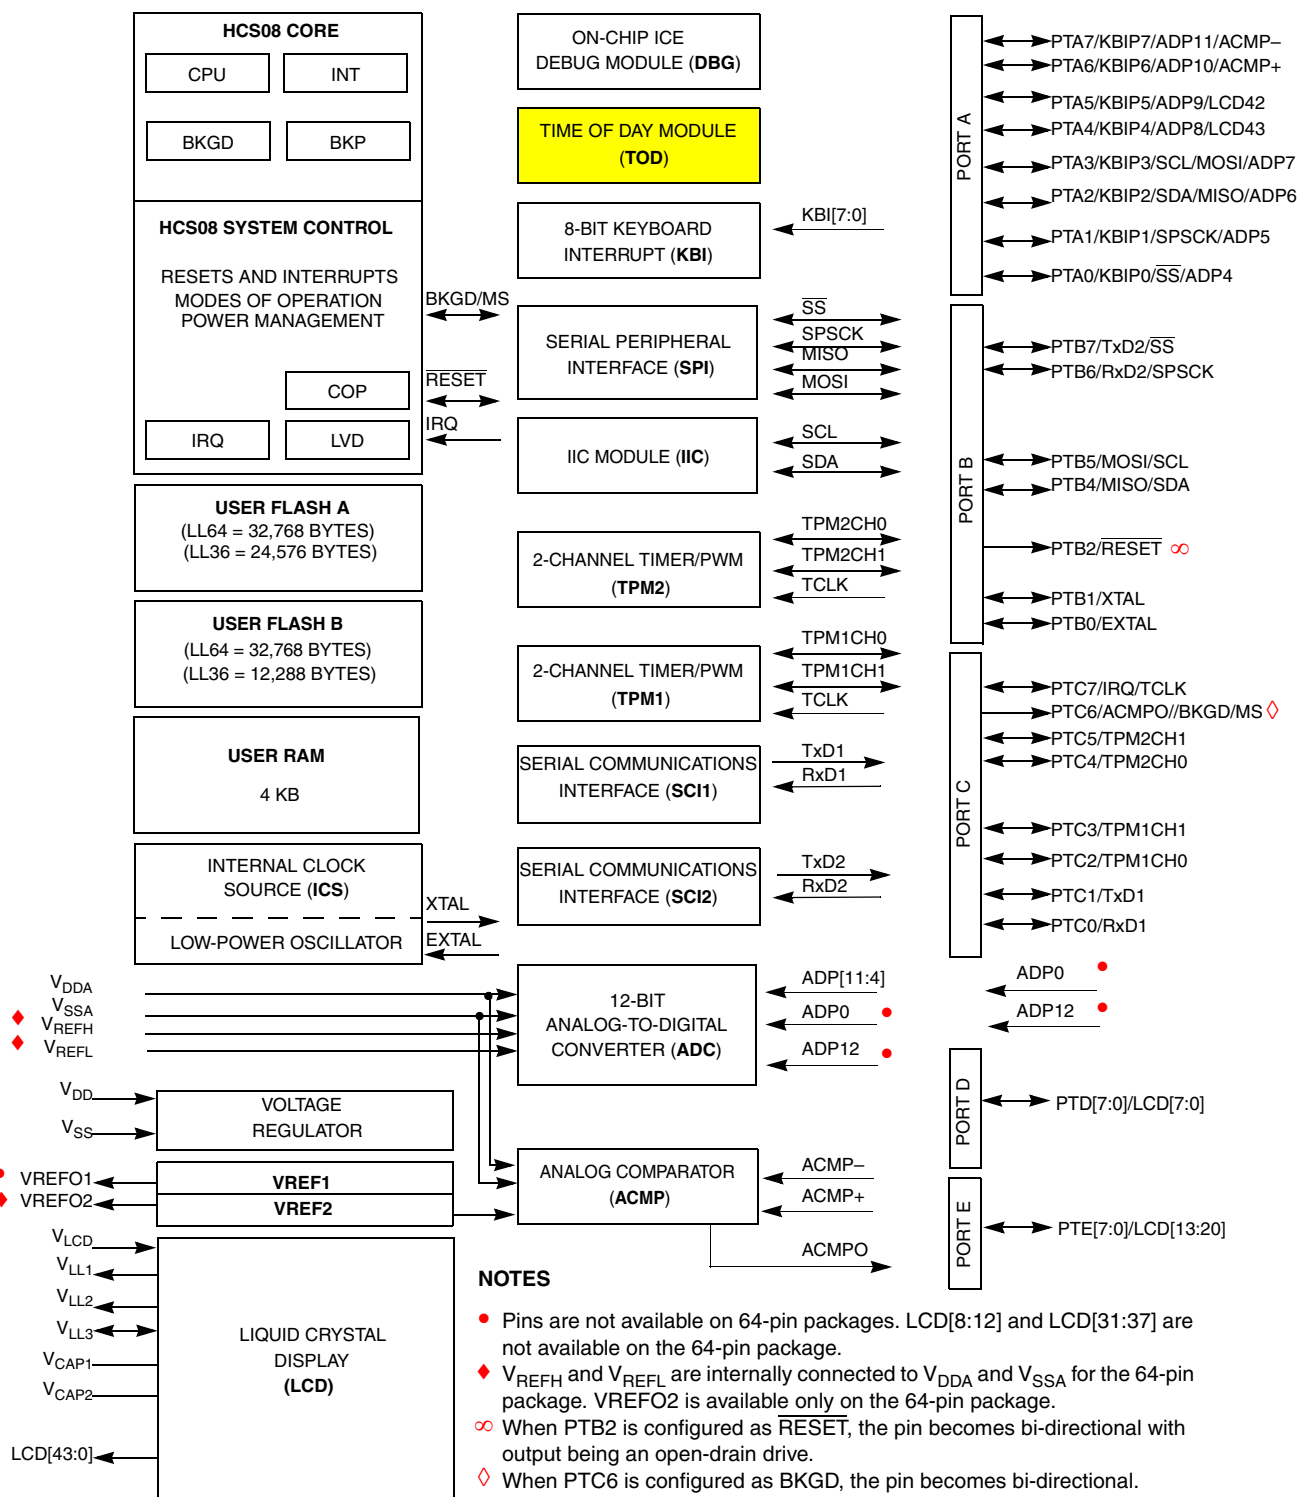 HCS08 CORE
CPU
INT
BKGD
BKP
HCS08 SYSTEM CONTROL
RESETS AND INTERRUPTS
MODES OF OPERATION
POWER MANAGEMENT
COP
IRQ
LVD
BKGD/MS
RESET
IRQ
USER FLASH A
(LL64 = 32,768 BYTES)
(LL36 = 24,576 BYTES)
USER FLASH B
(LL64 = 32,768 BYTES)
(LL36 = 12,288 BYTES)
USER RAM
4 KB
INTERNAL CLOCK
SOURCE (ICS)
LOW-POWER OSCILLATOR
XTAL
EXTAL
VDDA
VSSA
♦ VREFH
♦ VREFL
VDD
VSS
VOLTAGE
REGULATOR
• VREFO1
♦ VREFO2
VREF1
VREF2
VLCD
VLL1
VLL2
VLL3
VCAP1
VCAP2
LCD[43:0]
LIQUID CRYSTAL
DISPLAY
(LCD)
ON-CHIP ICE
DEBUG MODULE (DBG)
TIME OF DAY MODULE
(TOD)
8-BIT KEYBOARD
INTERRUPT (KBI)
KBI[7:0]
SERIAL PERIPHERAL
INTERFACE (SPI)
SS
SPSCK
MISO
MOSI
IIC MODULE (IIC)
SCL
SDA
2-CHANNEL TIMER/PWM
(TPM2)
TPM2CH0
TPM2CH1
TCLK
2-CHANNEL TIMER/PWM
(TPM1)
TPM1CH0
TPM1CH1
TCLK
SERIAL COMMUNICATIONS
INTERFACE (SCI1)
TxD1
RxD1
SERIAL COMMUNICATIONS
INTERFACE (SCI2)
TxD2
RxD2
12-BIT
ANALOG-TO-DIGITAL
CONVERTER (ADC)
ADP[11:4]
ADP0 •
ADP12 •
ANALOG COMPARATOR
(ACMP)
ACMP–
ACMP+
ACMPO
PORT A
PTA7/KBIP7/ADP11/ACMP–
PTA6/KBIP6/ADP10/ACMP+
PTA5/KBIP5/ADP9/LCD42
PTA4/KBIP4/ADP8/LCD43
PTA3/KBIP3/SCL/MOSI/ADP7
PTA2/KBIP2/SDA/MISO/ADP6
PTA1/KBIP1/SPSCK/ADP5
PTA0/KBIP0/SS/ADP4
PORT B
PTB7/TxD2/SS
PTB6/RxD2/SPSCK
PTB5/MOSI/SCL
PTB4/MISO/SDA
PTB2/RESET ∞
PTB1/XTAL
PTB0/EXTAL
PORT C
PTC7/IRQ/TCLK
PTC6/ACMPO//BKGD/MS ◊
PTC5/TPM2CH1
PTC4/TPM2CH0
PTC3/TPM1CH1
PTC2/TPM1CH0
PTC1/TxD1
PTC0/RxD1
ADP0 •
ADP12 •
PORT D
PTD[7:0]/LCD[7:0]
PORT E
PTE[7:0]/LCD[13:20]
NOTES
• Pins are not available on 64-pin packages. LCD[8:12] and LCD[31:37] are
not available on the 64-pin package.
♦ VREFH and VREFL are internally connected to VDDA and VSSA for the 64-pin
package. VREFO2 is available only on the 64-pin package.
∞ When PTB2 is configured as RESET, the pin becomes bi-directional with
output being an open-drain drive.
◊ When PTC6 is configured as BKGD, the pin becomes bi-directional.